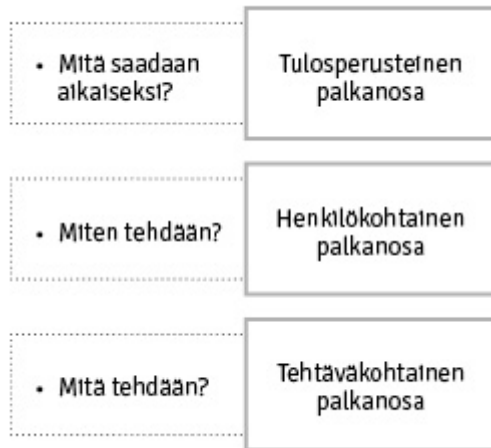 • Mitä saadaan
aikaiseksi?
Tulosperusteinen
palkanosa
• Miten tehdään?
Henkilökohtainen
palkanosa
• Mitä tehdään?
Tehtäväkohtainen
palkanosa